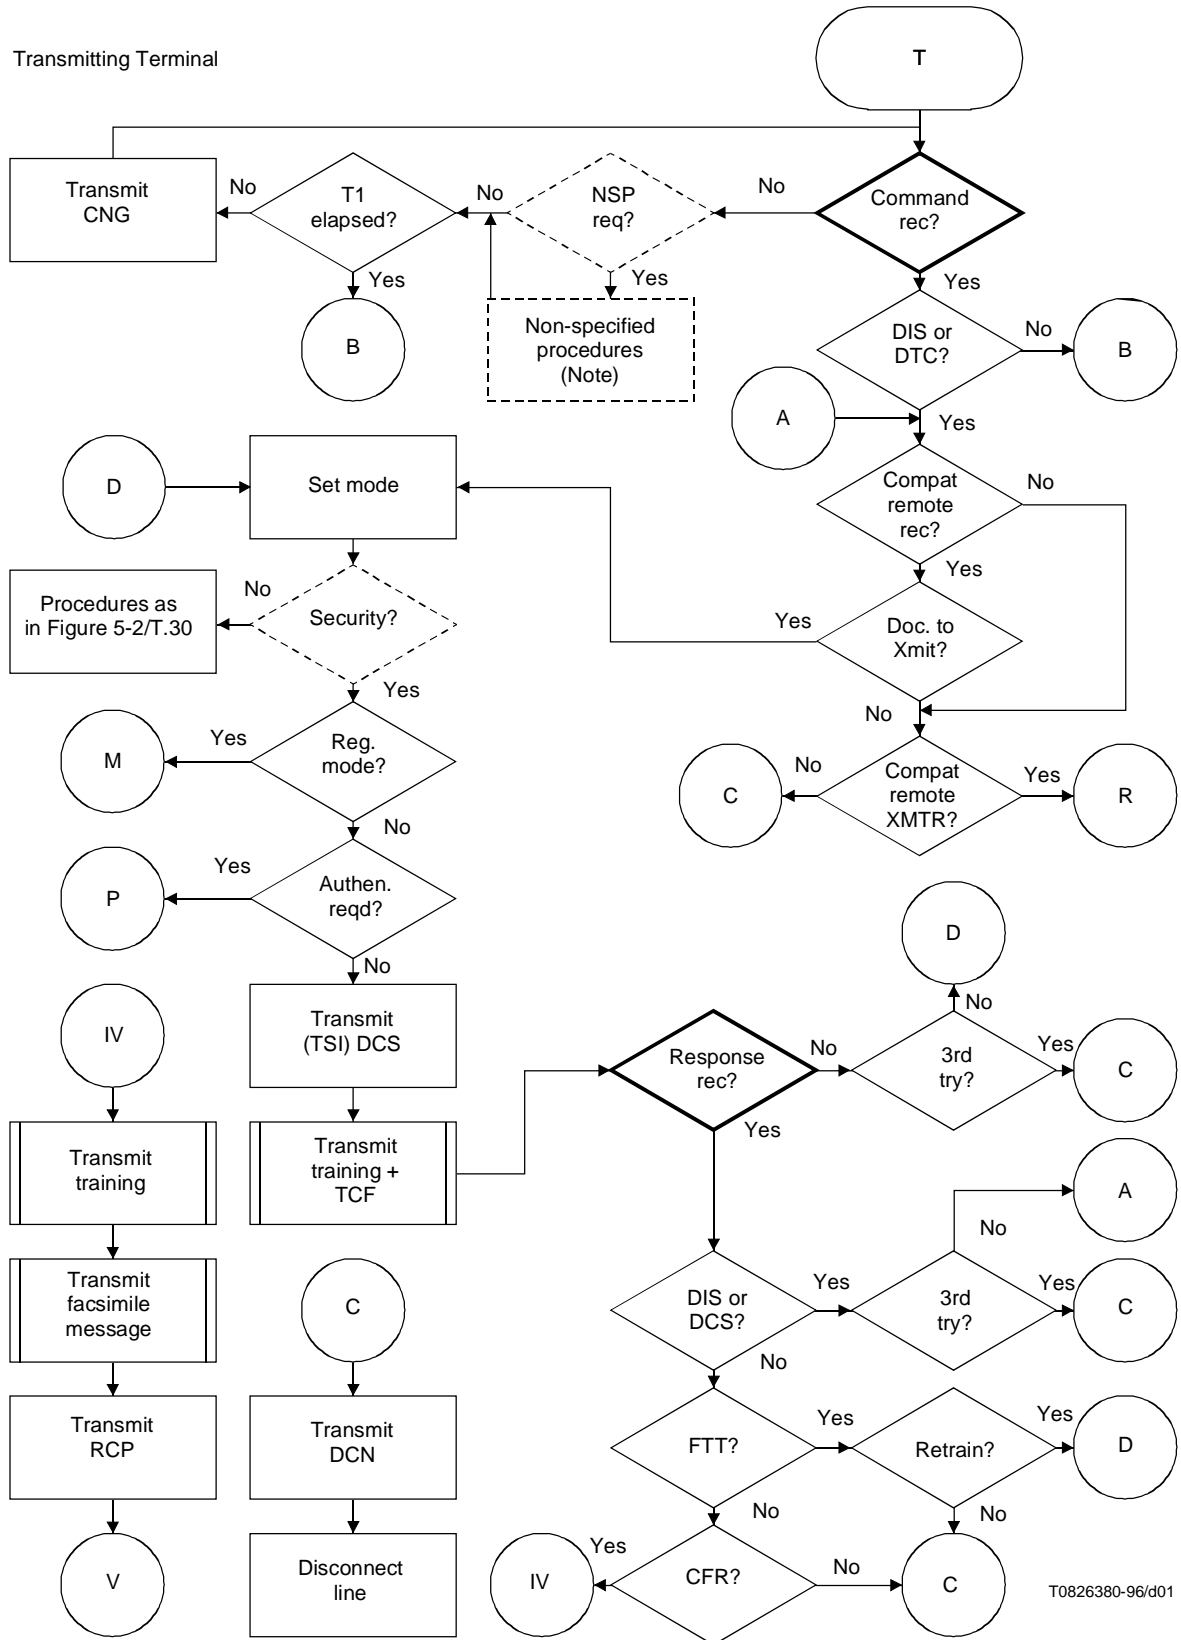 Transmitting Terminal
T
Transmit
CNG
No
T1
elapsed?
No
NSP
req?
No
Command
rec?
Yes
Yes
Yes
B
Non-specified
procedures
(Note)
DIS or
DTC?
No
B
A
Yes
D
Set mode
Compat
remote
rec?
No
Yes
No
Procedures as
in Figure 5-2/T.30
Security?
Yes
Doc. to
Xmit?
Yes
No
M
Yes
Reg.
mode?
C
No
Compat
remote
XMTR?
Yes
R
No
P
Yes
Authen.
reqd?
D
No
No
IV
Transmit
(TSI) DCS
Response
rec?
No
3rd
try?
Yes
C
Yes
Transmit
training
Transmit
training +
TCF
A
No
Transmit
facsimile
message
C
DIS or
DCS?
Yes
3rd
try?
Yes
C
No
Transmit
RCP
Transmit
DCN
FTT?
Yes
Retrain?
Yes
D
No
No
V
Disconnect
line
IV
Yes
CFR?
No
C
T0826380-96/d01